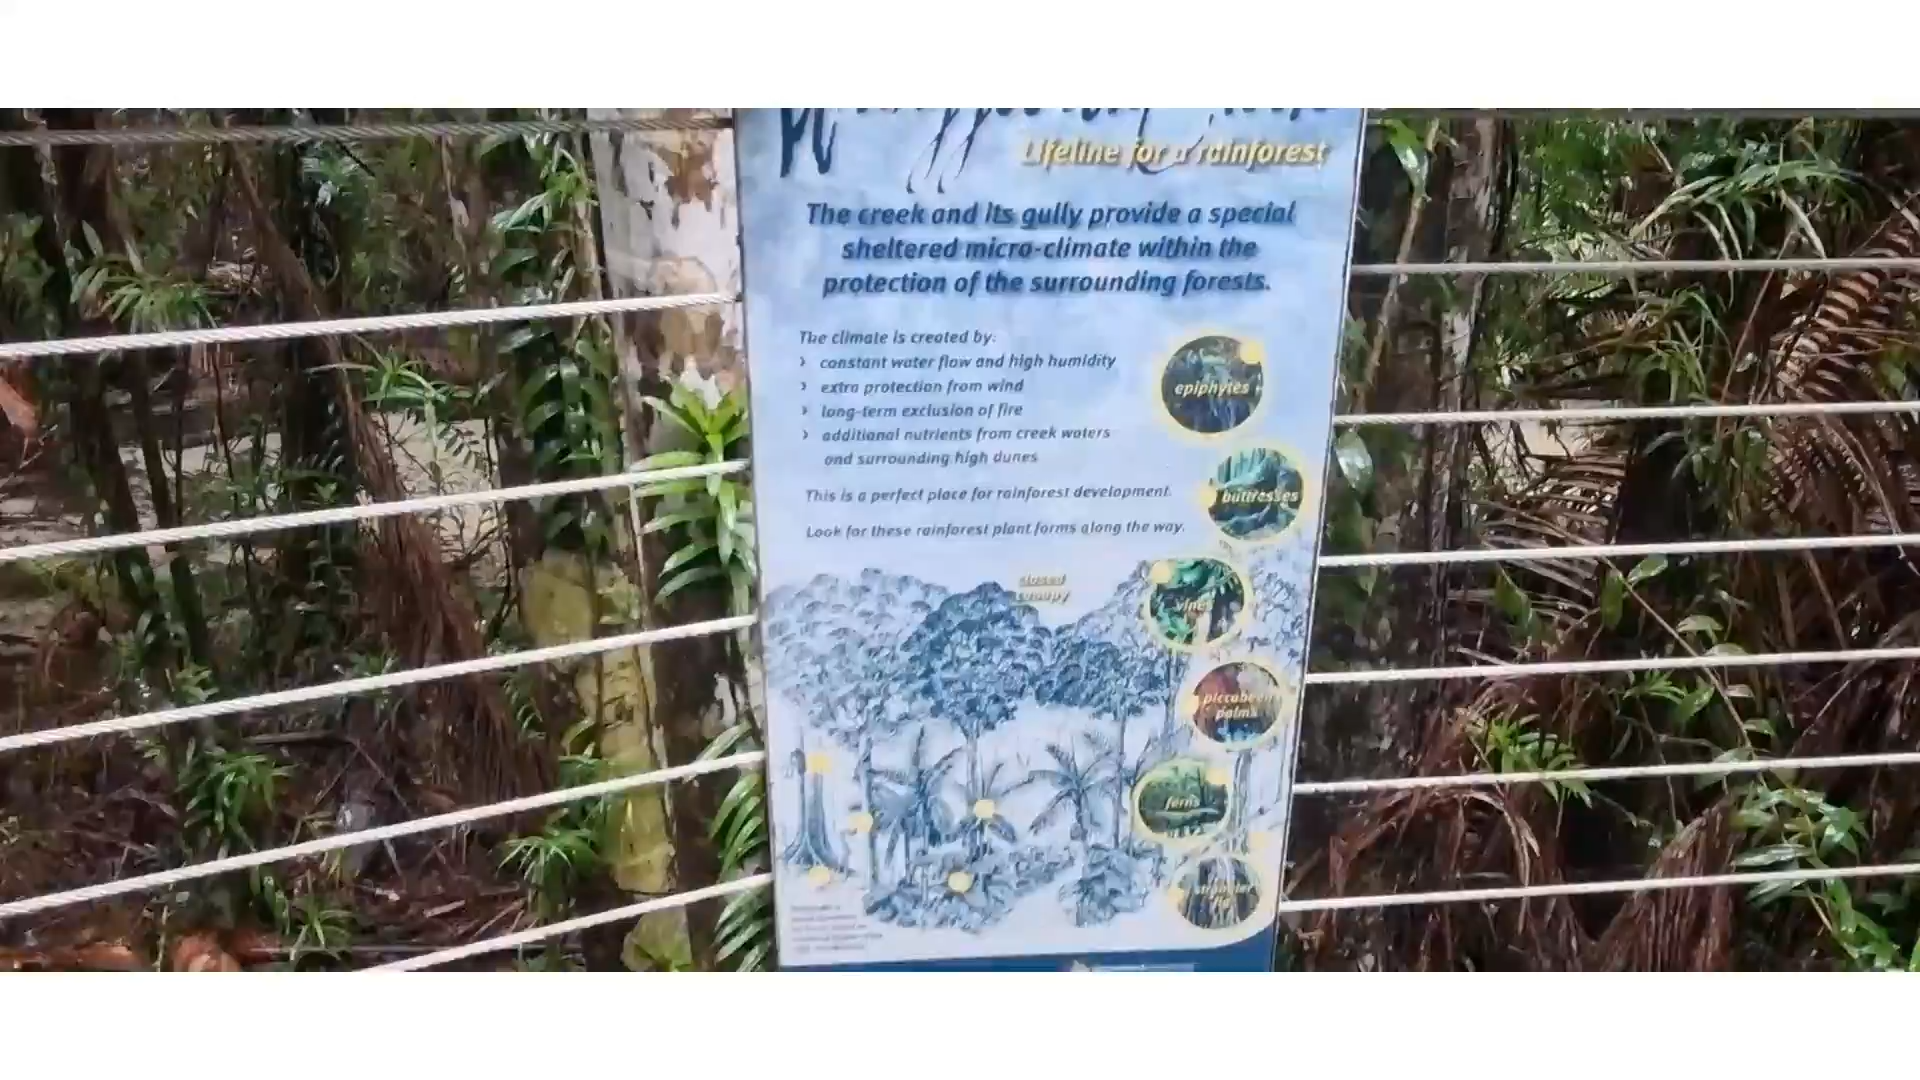 Lifeline for a rainforest
The creek and its gully provide a special
sheltered micro-climate within the
protection of the surrounding forests.
The climate is created by:
› constant water flow and high humidity
› extra protection from wind
› long-term exclusion of fire
› additional nutrients from creek waters
and surrounding high dunes
This is a perfect place for rainforest development.
Look for these rainforest plant forms along the way.
epiphytes
buttresses
closed
canopy
vines
piccabeen
palms
ferns
strangler
fig